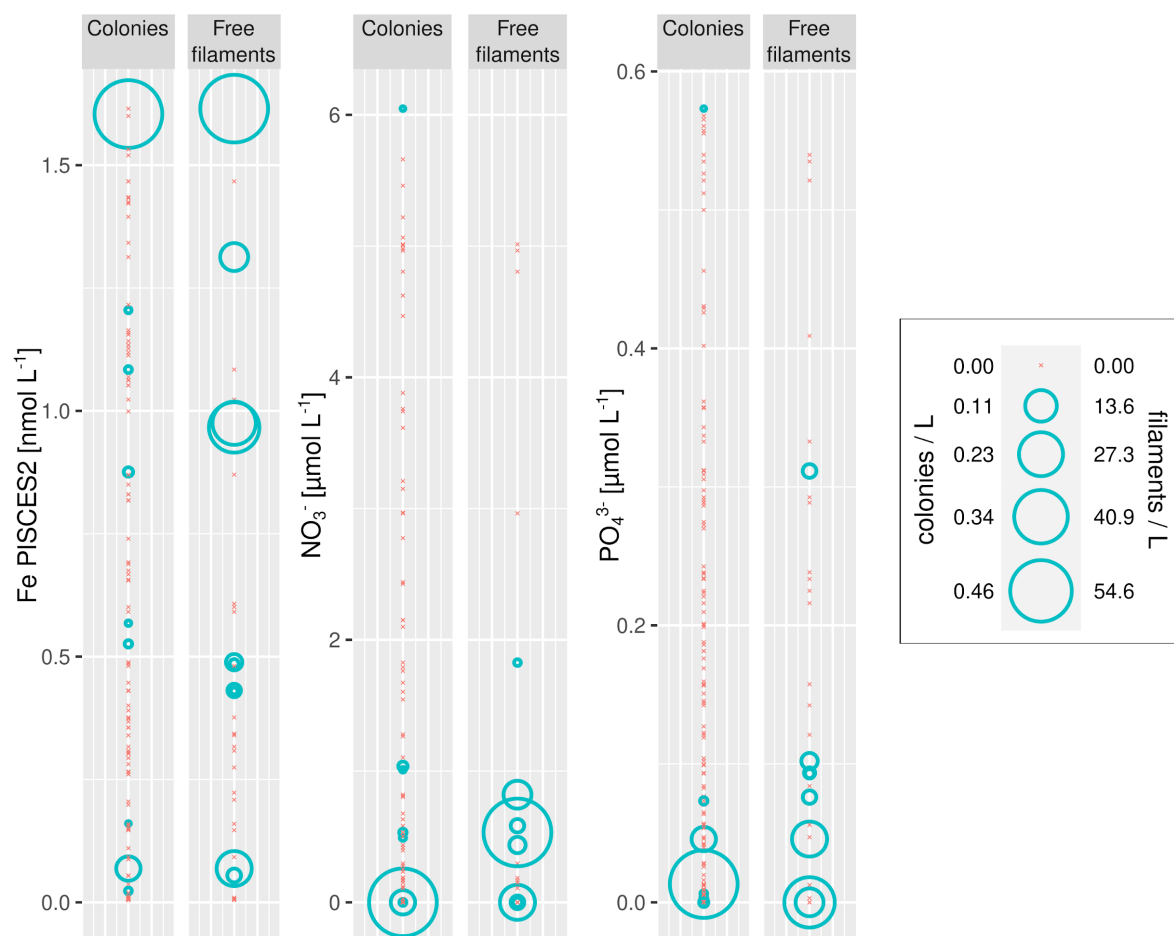 Colonies
Free
filaments
Colonies
Free
filaments
Colonies
Free
filaments
Fe PISCES2 [nmol L⁻¹]
1.5
1.0
0.5
0.0
NO₃⁻ [µmol L⁻¹]
6
4
2
0
PO₄³⁻ [µmol L⁻¹]
0.6
0.4
0.2
0.0
colonies / L
0.00 0.00
0.11 13.6
0.23 27.3
0.34 40.9
0.46 54.6
filaments / L